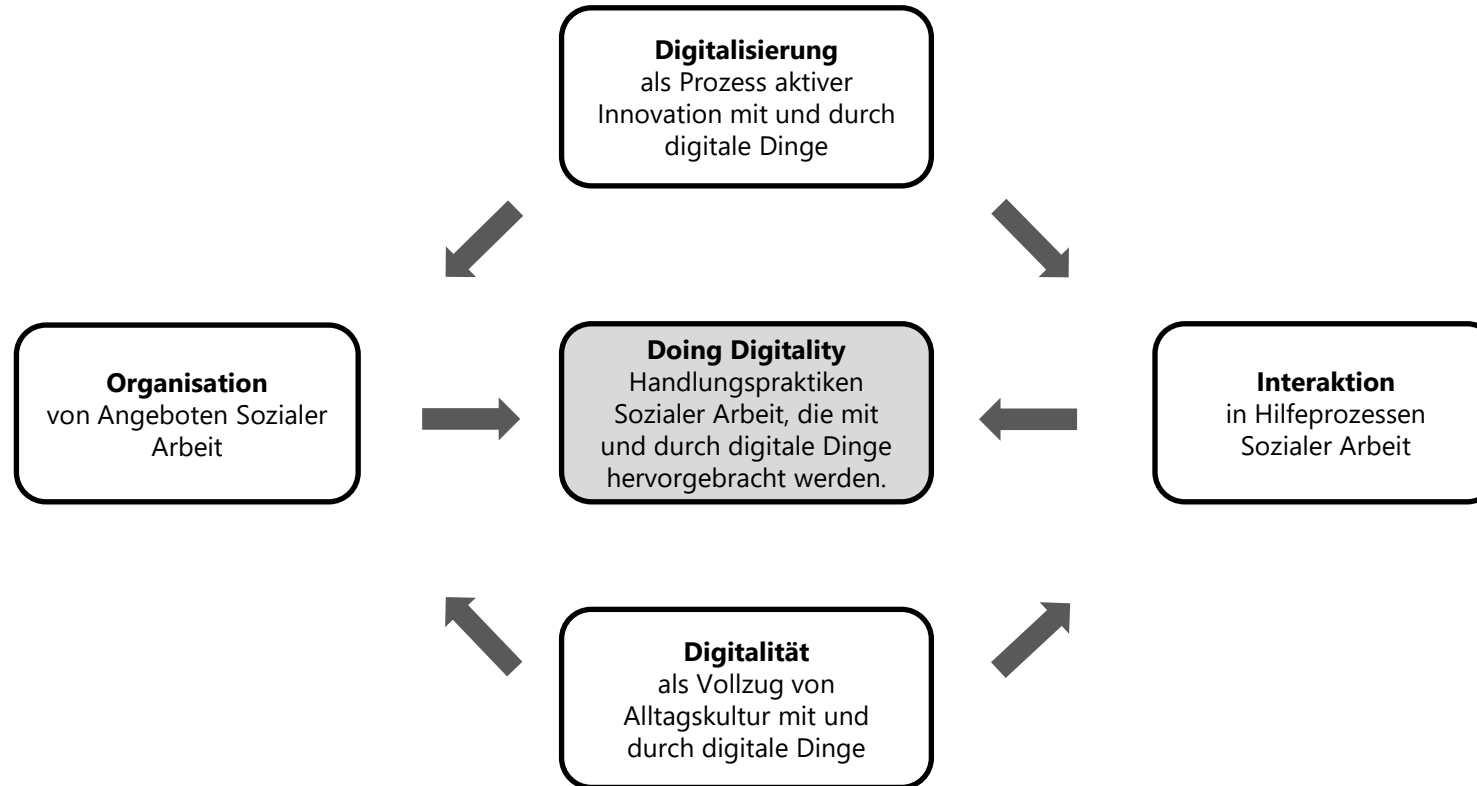 Digitalisierung
als Prozess aktiver
Innovation mit und durch
digitale Dinge
Organisation
von Angeboten Sozialer
Arbeit
Doing Digitality
Handlungspraktiken
Sozialer Arbeit, die mit
und durch digitale Dinge
hervorgebracht werden.
Interaktion
in Hilfeprozessen
Sozialer Arbeit
Digitalität
als Vollzug von
Alltagskultur mit und
durch digitale Dinge